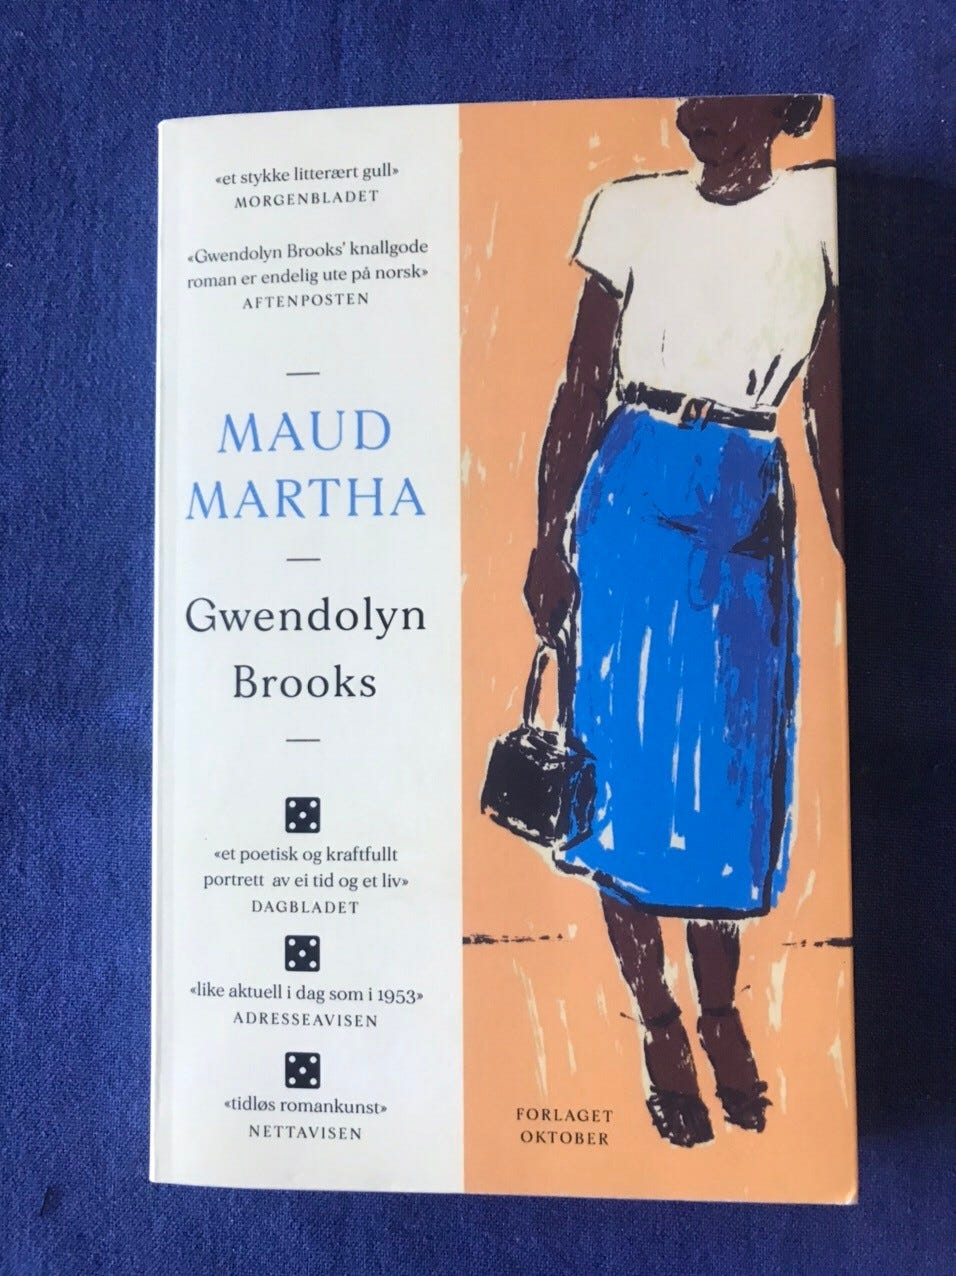 «et stykke litterært gull»
MORGENBLADET
«Gwendolyn Brooks’ knallgode
roman er endelig ute på norsk»
AFTENPOSTEN
MAUD
MARTHA
Gwendolyn
Brooks
«et poetisk og kraftfullt
portrett av ei tid og et liv»
DAGBLADET
«like aktuell i dag som i 1953»
ADRESSEAVISEN
«tidløs romankunst»
NETTAVISEN
FORLAGET
OKTOBER